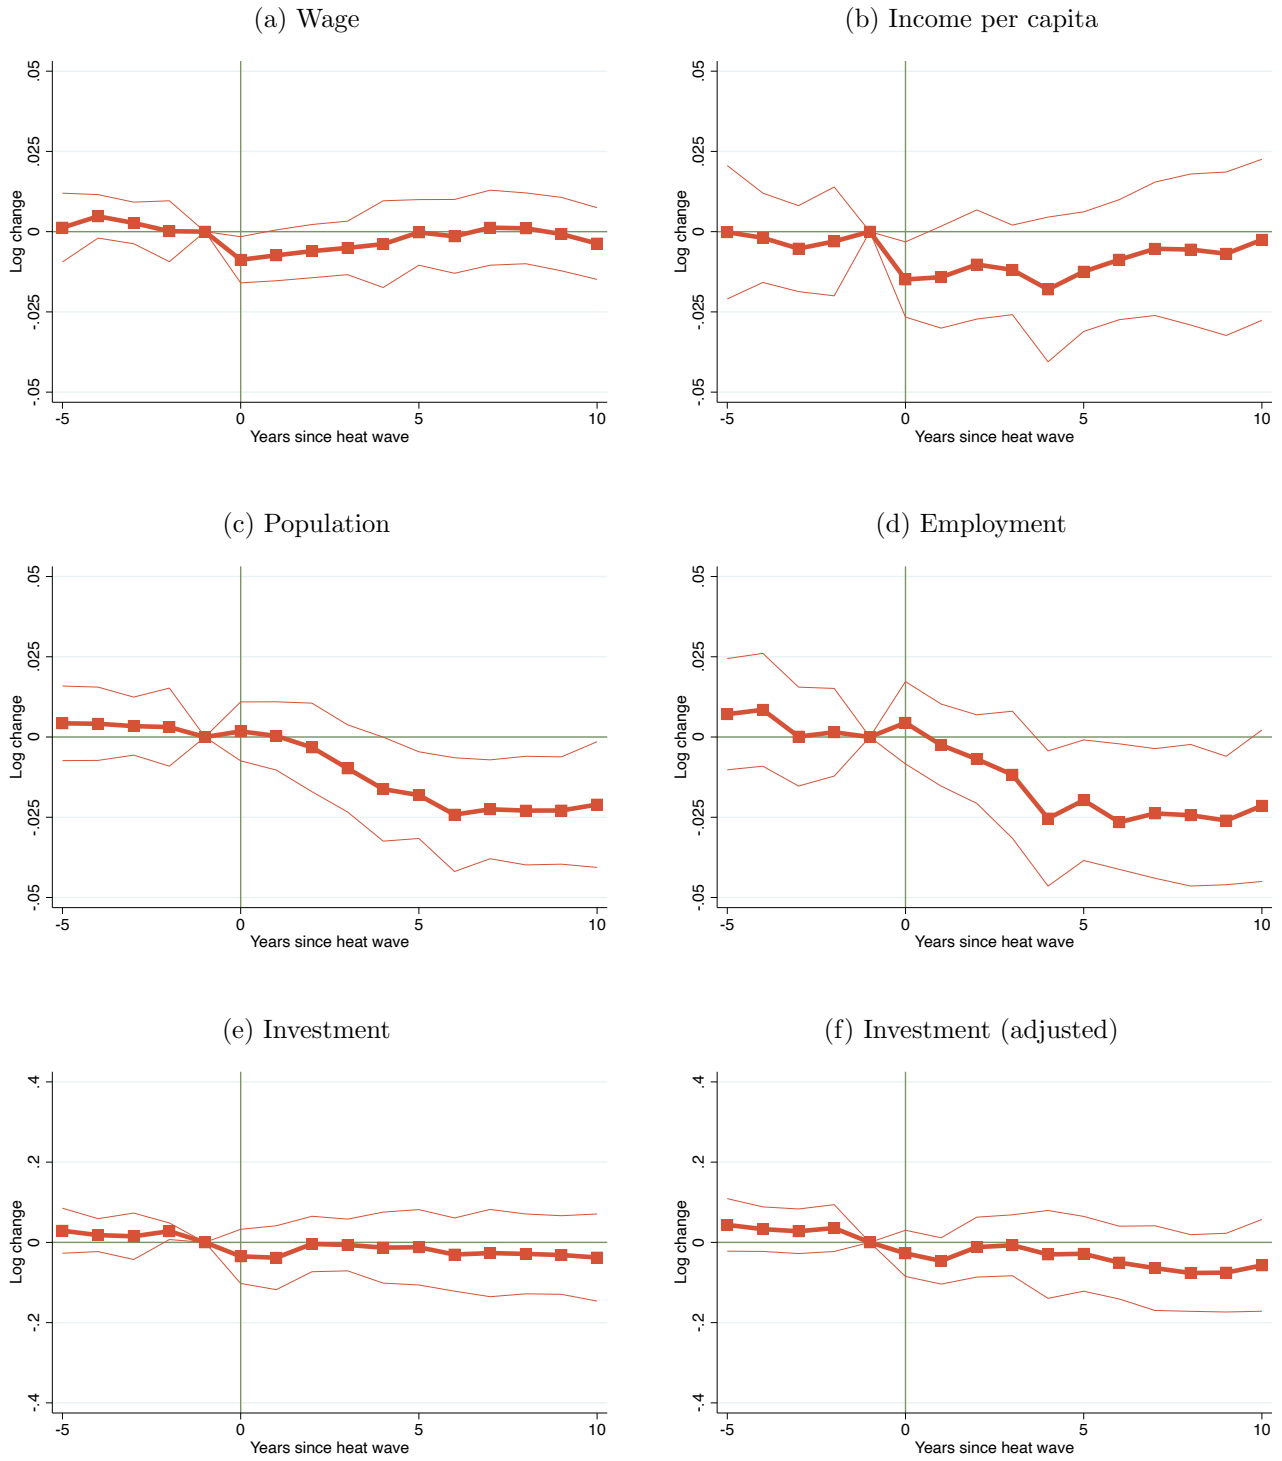 (a) Wage
.05
.025
0
-.025
-.05
Log change
-5 0 5 10
Years since heat wave
(b) Income per capita
.05
.025
0
-.025
-.05
Log change
-5 0 5 10
Years since heat wave
(c) Population
.05
.025
0
-.025
-.05
Log change
-5 0 5 10
Years since heat wave
(d) Employment
.05
.025
0
-.025
-.05
Log change
-5 0 5 10
Years since heat wave
(e) Investment
.4
.2
0
-.2
-.4
Log change
-5 0 5 10
Years since heat wave
(f) Investment (adjusted)
.4
.2
0
-.2
-.4
Log change
-5 0 5 10
Years since heat wave